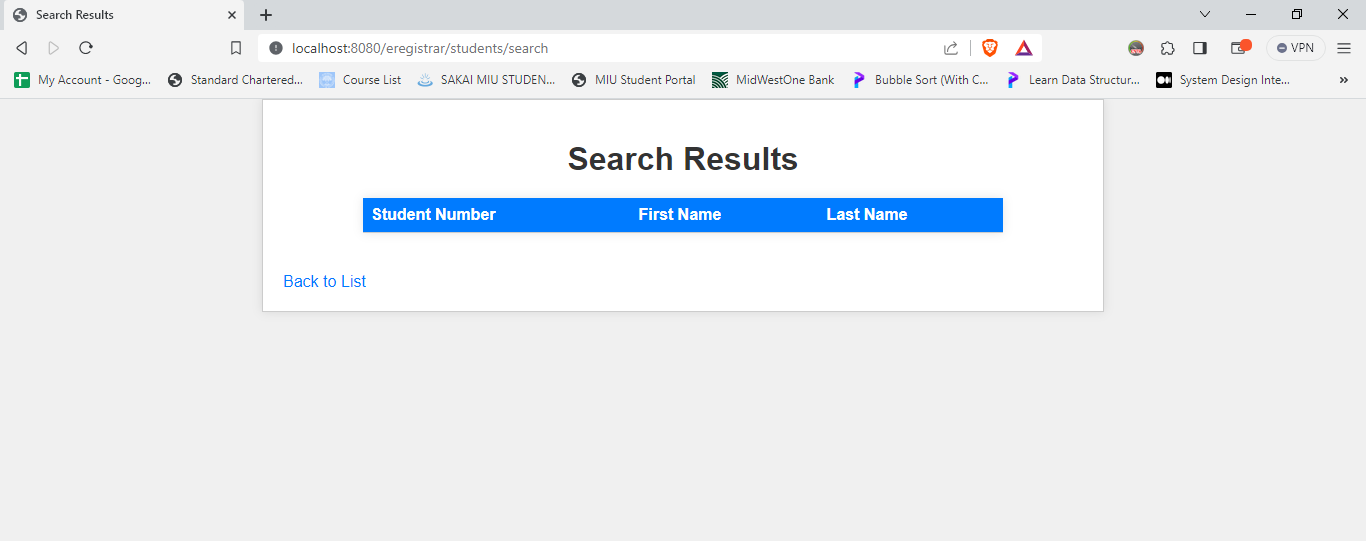 Search Results
localhost:8080/eregistrar/students/search
VPN
My Account - Goog... Standard Chartered... Course List SAKAI MIU STUDEN... MIU Student Portal MidWestOne Bank Bubble Sort (With C... Learn Data Structur... System Design Inte...
Search Results
Student Number First Name Last Name
Back to List